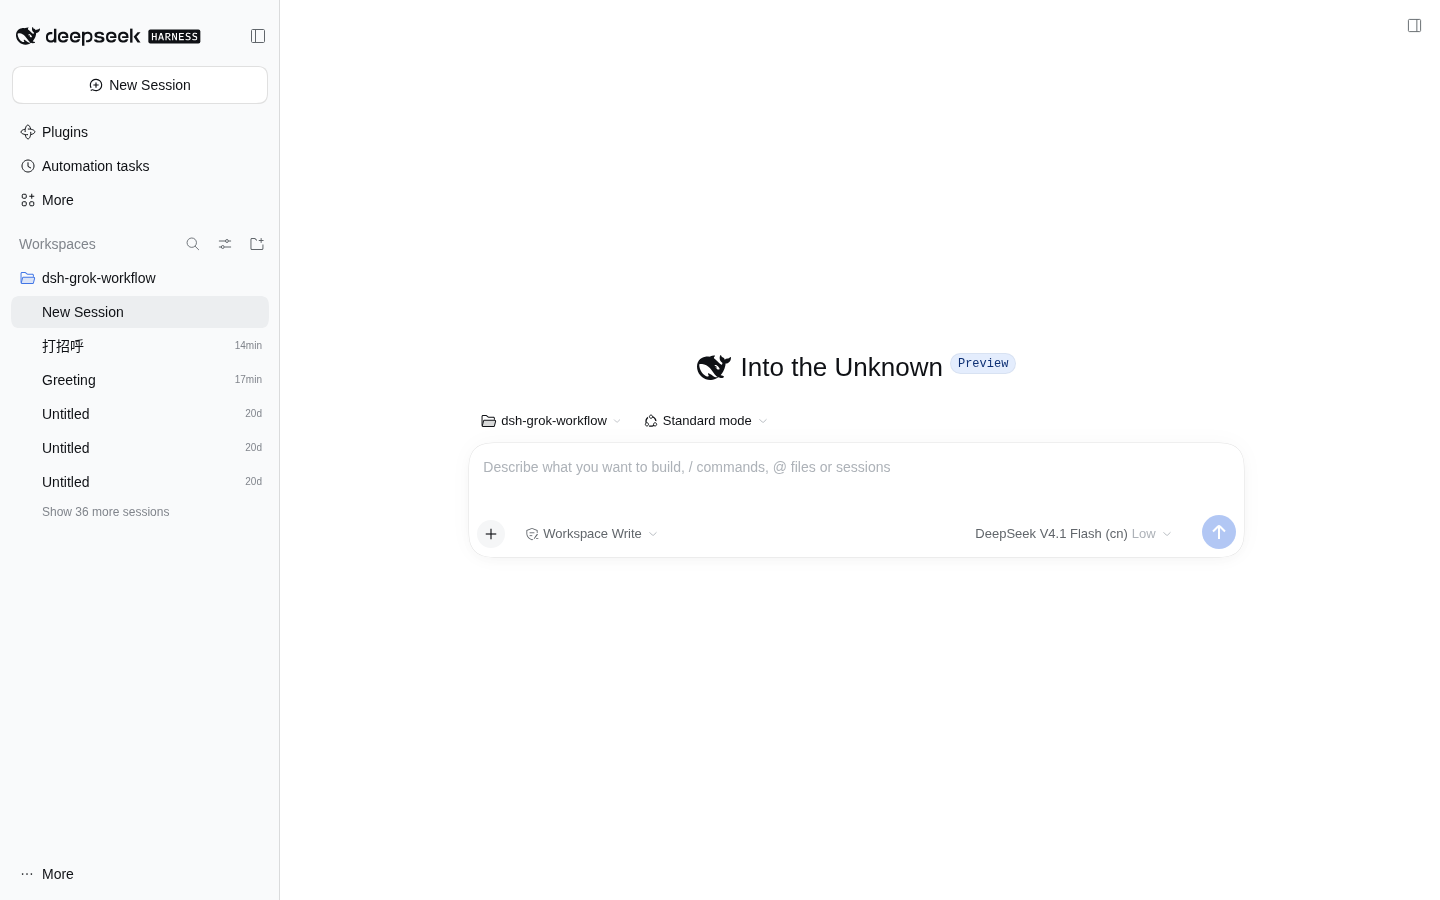 deepseek HARNESS
New Session
Plugins
Automation tasks
More
Workspaces
dsh-grok-workflow
New Session
打招呼 14min
Greeting 17min
Untitled 20d
Untitled 20d
Untitled 20d
Show 36 more sessions
More
Into the Unknown Preview
dsh-grok-workflow Standard mode
Describe what you want to build, / commands, @ files or sessions
Workspace Write DeepSeek V4.1 Flash (cn) Low